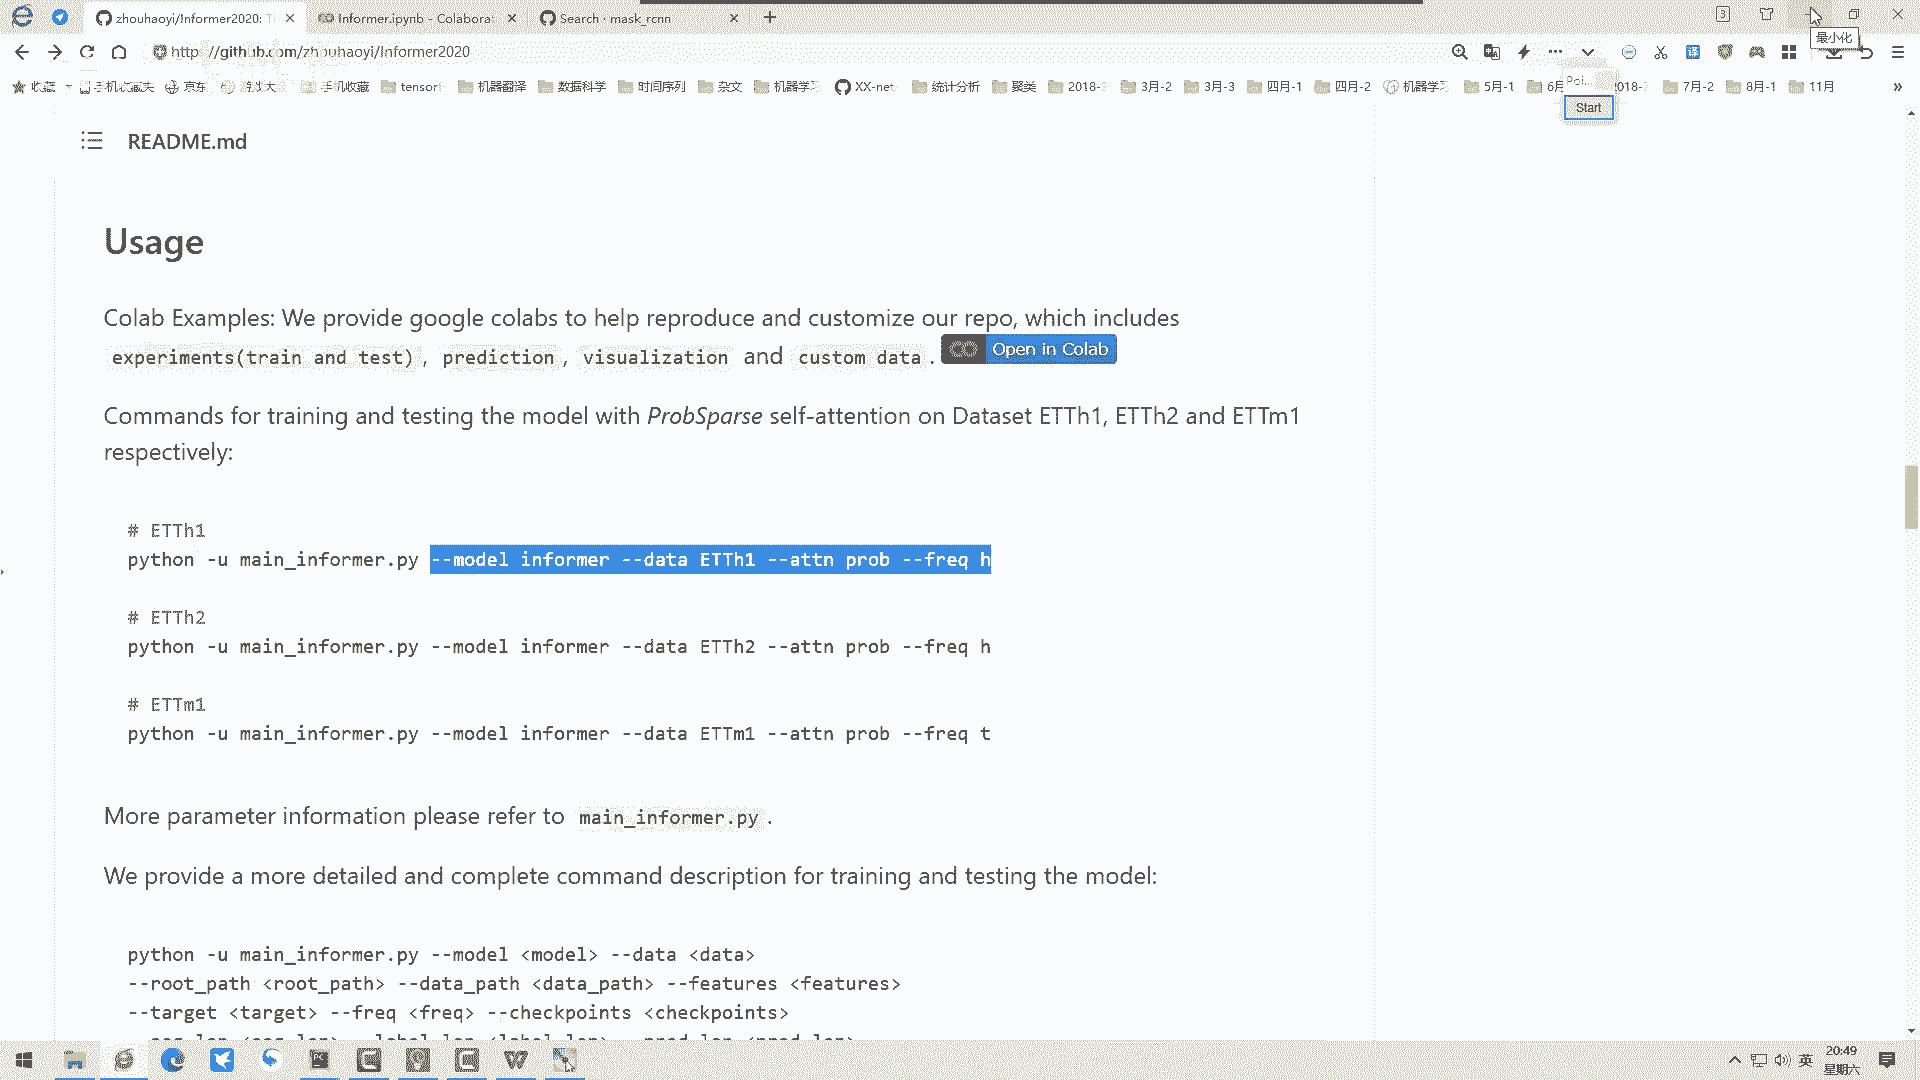 zhouhaoyi/Informer2020: Ti
Informer.ipynb - Colaborat
Search · mask_rcnn
3
最小化
http://github.com/zhouhaoyi/Informer2020
译
收藏
手机收藏夹
京东
游戏大
手机收藏
tensor
机器翻译
数据科学
时间序列
杂文
机器学习
XX-net
统计分析
聚类
2018-
3月-2
3月-3
四月-1
四月-2
机器学习
5月-1
6月
2018-
7月-2
8月-1
11月
»
Poi...
Start
README.md
Usage
Colab Examples: We provide google colabs to help reproduce and customize our repo, which includes
experiments(train and test) , prediction , visualization and custom data . Open in Colab
Commands for training and testing the model with ProbSparse self-attention on Dataset ETTh1, ETTh2 and ETTm1
respectively:
# ETTh1
python -u main_informer.py --model informer --data ETTh1 --attn prob --freq h
# ETTh2
python -u main_informer.py --model informer --data ETTh2 --attn prob --freq h
# ETTm1
python -u main_informer.py --model informer --data ETTm1 --attn prob --freq t
More parameter information please refer to main_informer.py .
We provide a more detailed and complete command description for training and testing the model:
python -u main_informer.py --model <model> --data <data>
--root_path <root_path> --data_path <data_path> --features <features>
--target <target> --freq <freq> --checkpoints <checkpoints>
--seq_len <seq_len> --label_len <label_len> --pred_len <pred_len>
英
20:49
星期六